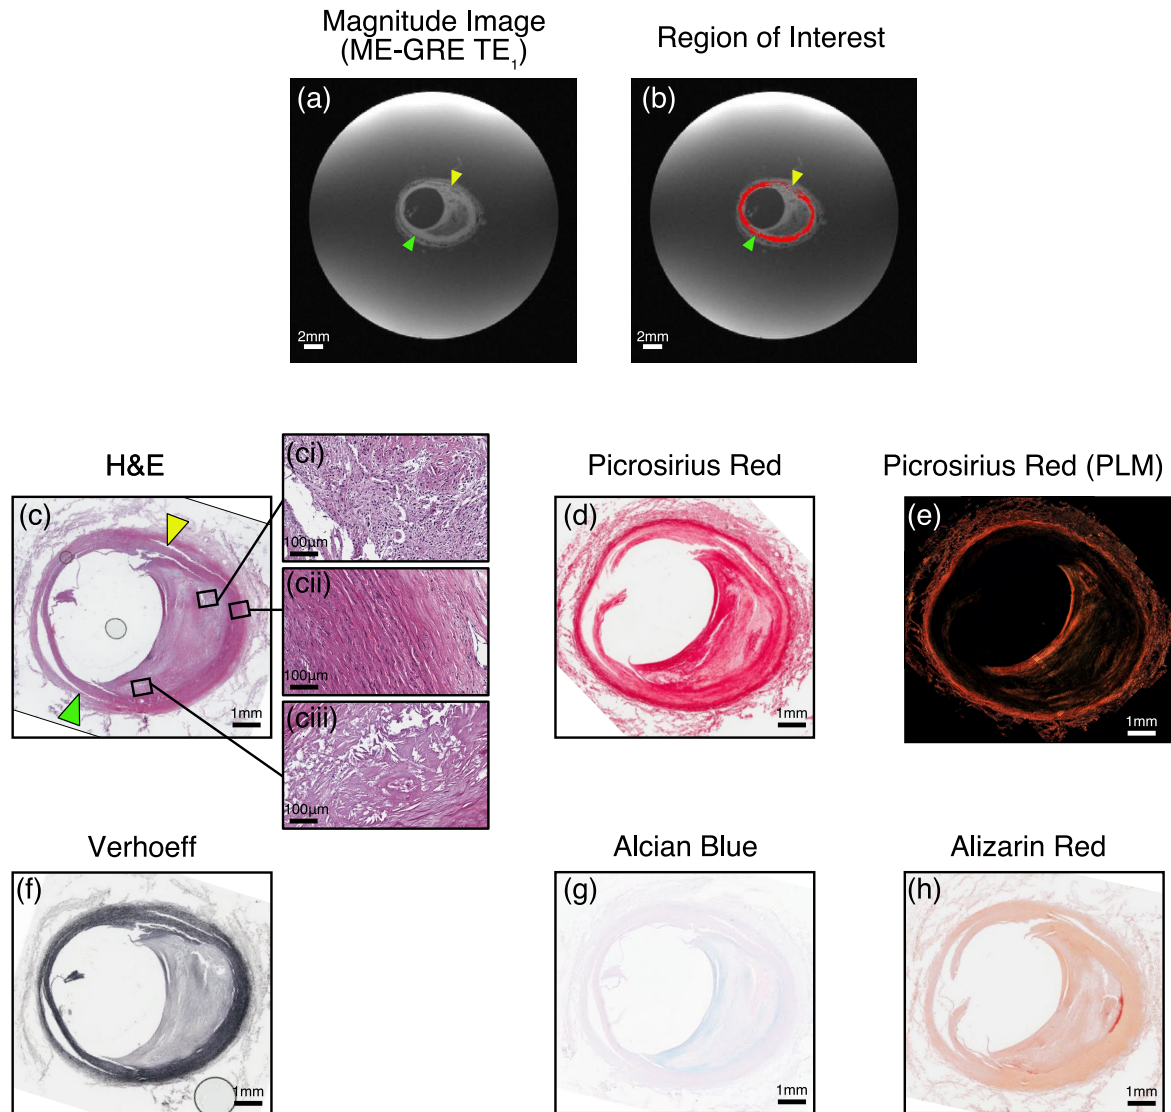 Magnitude Image
(ME-GRE TE1)
Region of Interest
(a)
(b)
2mm
2mm
H&E
Picrosirius Red
Picrosirius Red (PLM)
(c)
(ci)
100µm
(cii)
100µm
(ciii)
100µm
1mm
(d)
1mm
(e)
1mm
Verhoeff
Alcian Blue
Alizarin Red
(f)
1mm
(g)
1mm
(h)
1mm